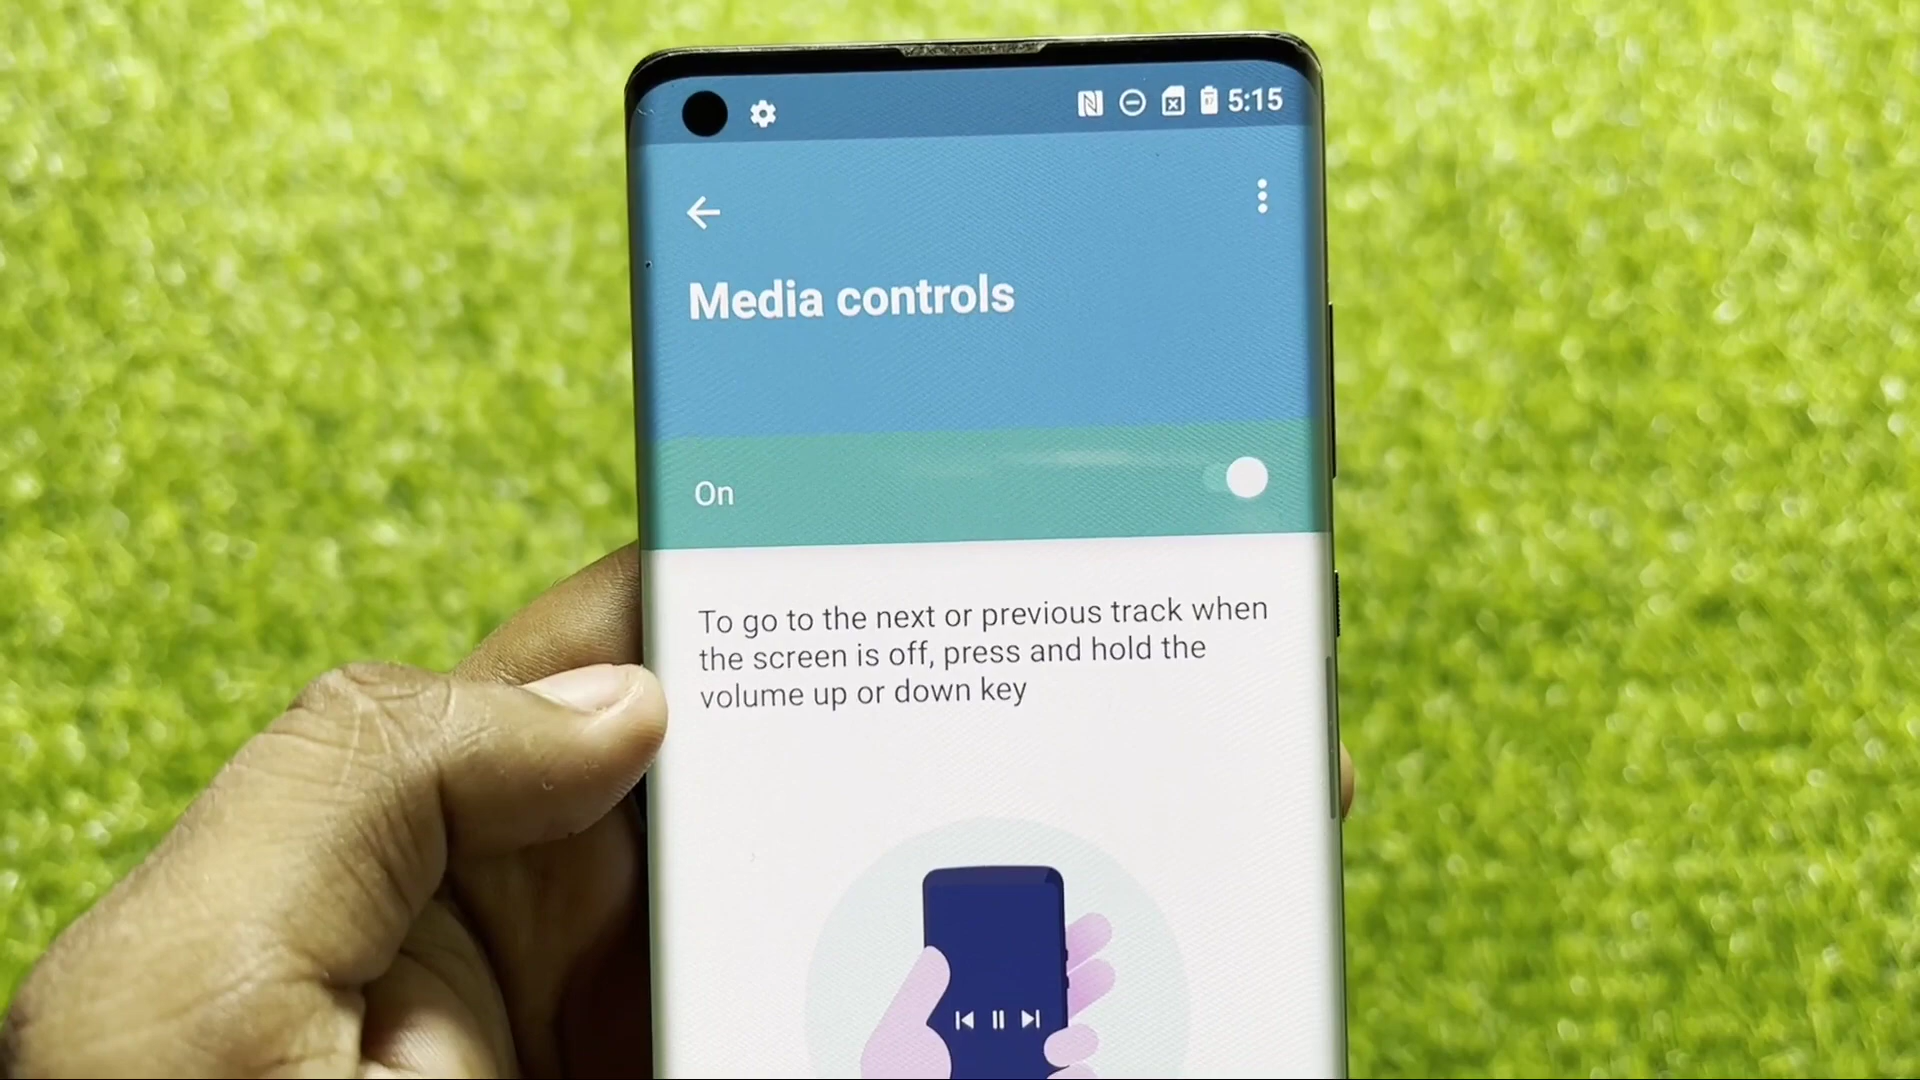 5:15
Media controls
On
To go to the next or previous track when
the screen is off, press and hold the
volume up or down key